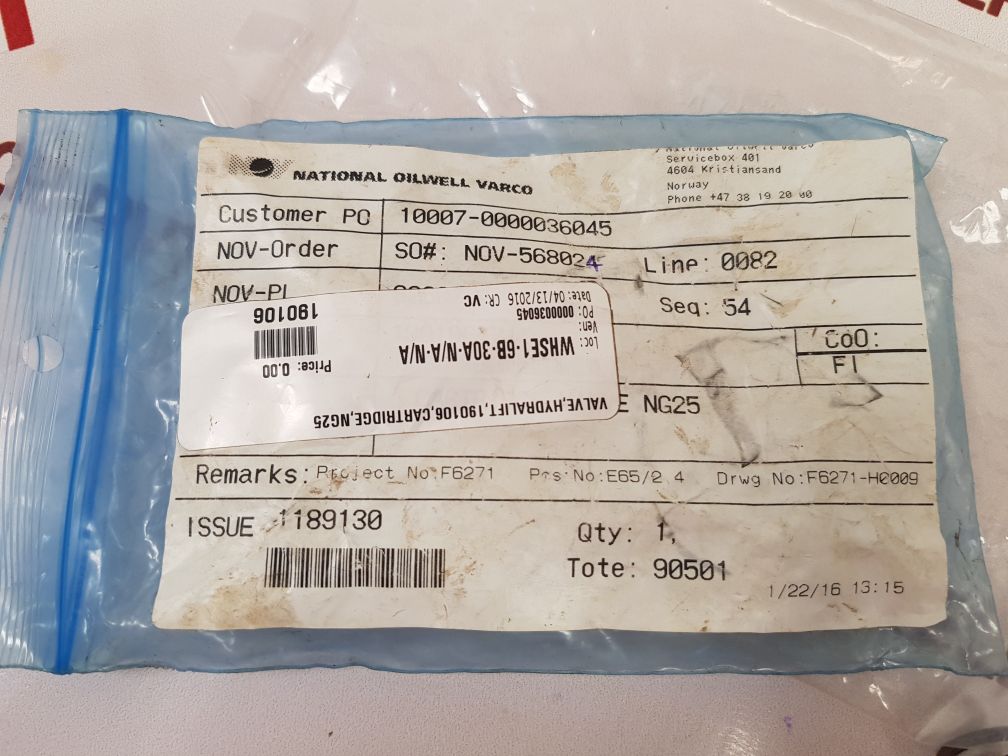 NATIONAL OILWELL VARCO
Servicebox 401
4604 Kristiansand
Norway
Phone +47 38 19 20 00
Customer PO 10007-0000036045
NOV-Order SO#: NOV-568024 Line: 0082
NOV-PL Seq: 54
CoO:
FI
E NG25
Remarks: Project No:F6271 Pos No:E65/2 4 Drwg No:F6271-H0009
ISSUE 1189130 Qty: 1,
Tote: 90501
1/22/16 13:15
VALVE,HYDRALIFT,190106,CARTRIDGE,NG25
Price: 0.00
190106
Loc: WHSE1-6B-30A-N/A-N/A
Ven:
PO: 0000036045
Date: 04/13/2016 CR: VC